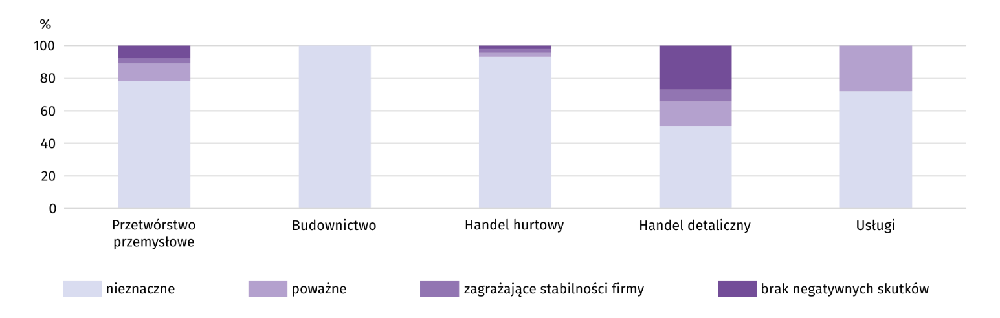 %
100
80
60
40
20
0
Przetwórstwo
przemysłowe
Budownictwo
Handel hurtowy
Handel detaliczny
Usługi
nieznaczne
poważne
zagrażające stabilności firmy
brak negatywnych skutków